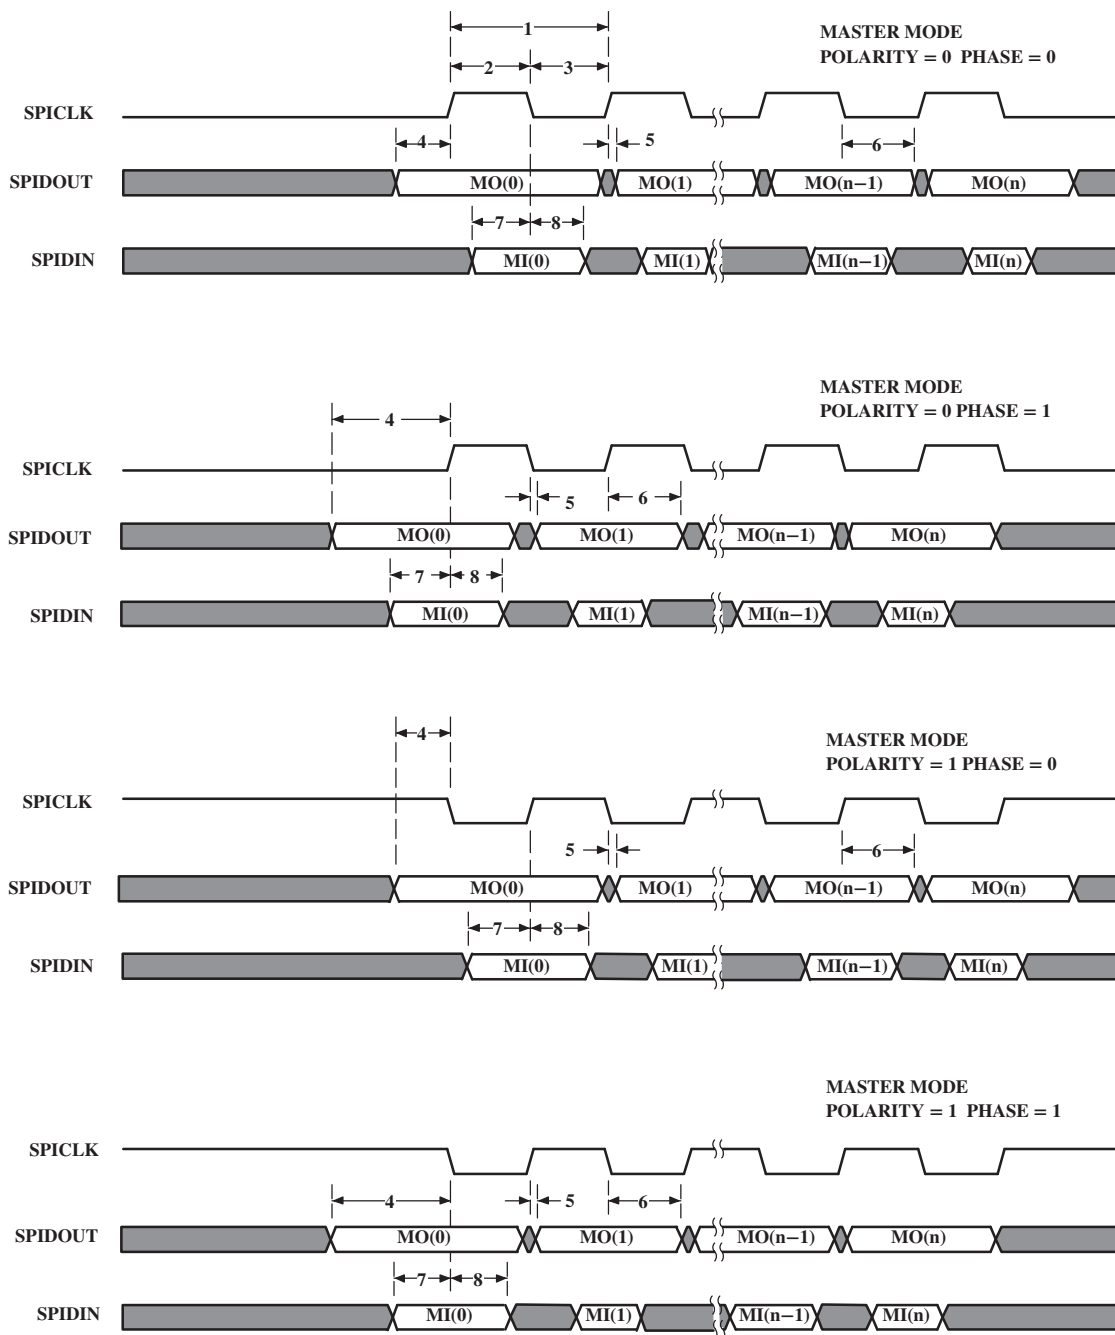 1
MASTER MODE
POLARITY = 0 PHASE = 0
2 3
SPICLK
4 5 6
SPIDOUT MO(0) MO(1) MO(n−1) MO(n)
7 8
SPIDIN MI(0) MI(1) MI(n−1) MI(n)
MASTER MODE
POLARITY = 0 PHASE = 1
4
SPICLK
5 6
SPIDOUT MO(0) MO(1) MO(n−1) MO(n)
7 8
SPIDIN MI(0) MI(1) MI(n−1) MI(n)
4
MASTER MODE
POLARITY = 1 PHASE = 0
SPICLK
5 6
SPIDOUT MO(0) MO(1) MO(n−1) MO(n)
7 8
SPIDIN MI(0) MI(1) MI(n−1) MI(n)
MASTER MODE
POLARITY = 1 PHASE = 1
SPICLK
4 5 6
SPIDOUT MO(0) MO(1) MO(n−1) MO(n)
7 8
SPIDIN MI(0) MI(1) MI(n−1) MI(n)